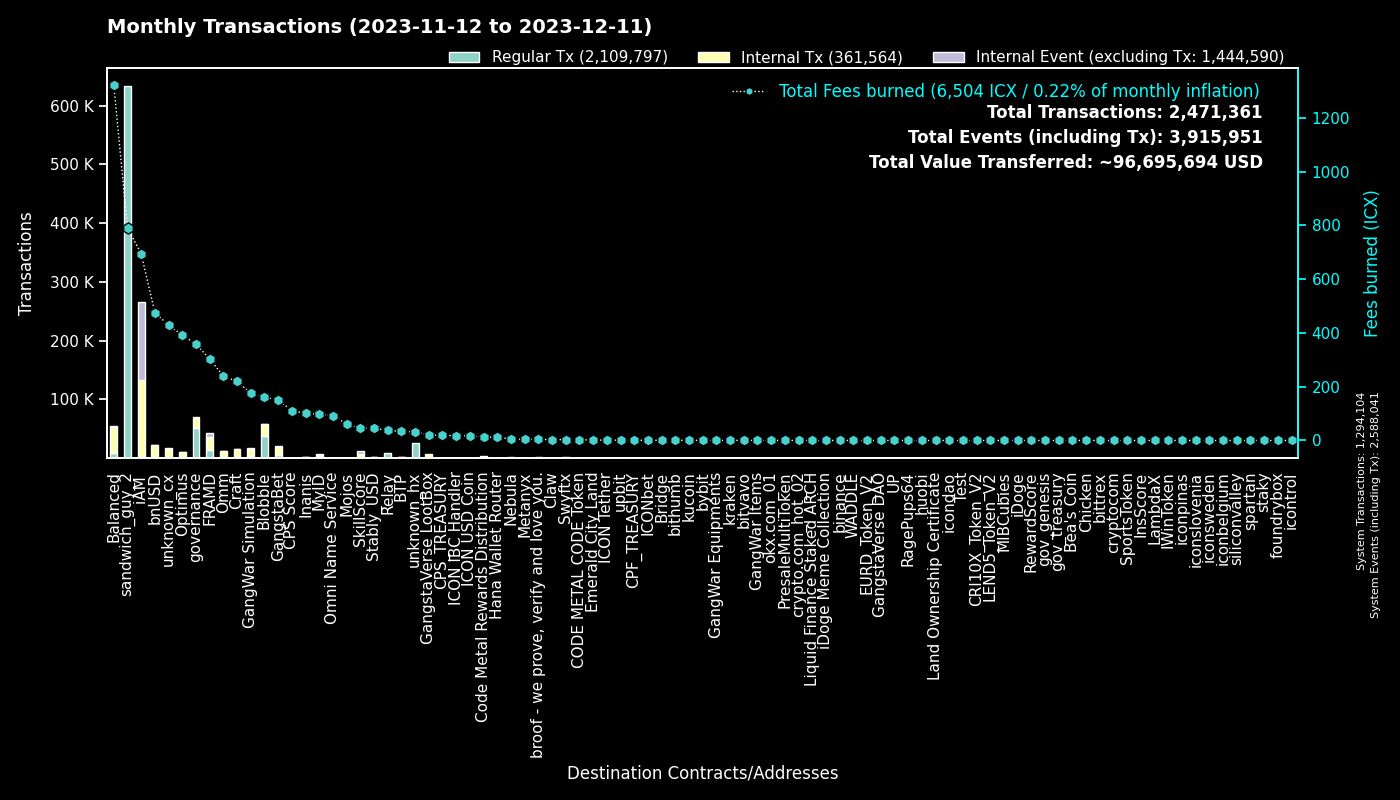 Monthly Transactions (2023-11-12 to 2023-12-11)
Regular Tx (2,109,797)
Internal Tx (361,564)
Internal Event (excluding Tx: 1,444,590)
Total Fees burned (6,504 ICX / 0.22% of monthly inflation)
Total Transactions: 2,471,361
Total Events (including Tx): 3,915,951
Total Value Transferred: ~96,695,694 USD
Transactions
600 K
500 K
400 K
300 K
200 K
100 K
1200
1000
800
600
400
200
0
Fees burned (ICX)
System Transactions: 1,294,104
System Events (including Tx): 2,588,041
Balanced
sandwich_guy_2
IAM
bnUSD
unknown_cx
Optimus
governance
FRAMD
Omm
Craft
GangWar Simulation
Blobble
GangstaBet
CPS Score
Inanis
MyID
Omni Name Service
Mojos
SkillScore
Stably_USD
Relay
BTP
unknown_hx
GangstaVerse LootBox
CPS_TREASURY
ICON IBC Handler
ICON USD Coin
Code Metal Rewards Distribution
Hana Wallet Router
Nebula
Metanyx
broof - we prove, verify and love you.
Claw
Swyftx
CODE METAL CODE Token
Emerald City Land
ICON Tether
upbit
CPF_TREASURY
ICONbet
Bridge
bithumb
kucoin
bybit
GangWar Equipments
kraken
bitvavo
GangWar Items
okx.com_01
PresaleMultiToken
crypto.com_hot_02
Liquid Finance Staked ARCH
iDoge Meme Collection
binance
WADDLE
EURD_Token_V2
GangstaVerse DAO
UP
RagePups64
huobi
Land Ownership Certificate
icondao
Test
CRI10X_Token_V2
LEND5_Token_V2
MIBCubies
iDoge
RewardScore
gov_genesis
gov_treasury
Bea's Coin
Chicken
bittrex
cryptocom
SportsToken
InsScore
LambdaX
IWinToken
iconpinas
iconslovenia
iconsweden
iconbelgium
siliconvalley
spartan
staky
foundrybox
icontrol
Destination Contracts/Addresses